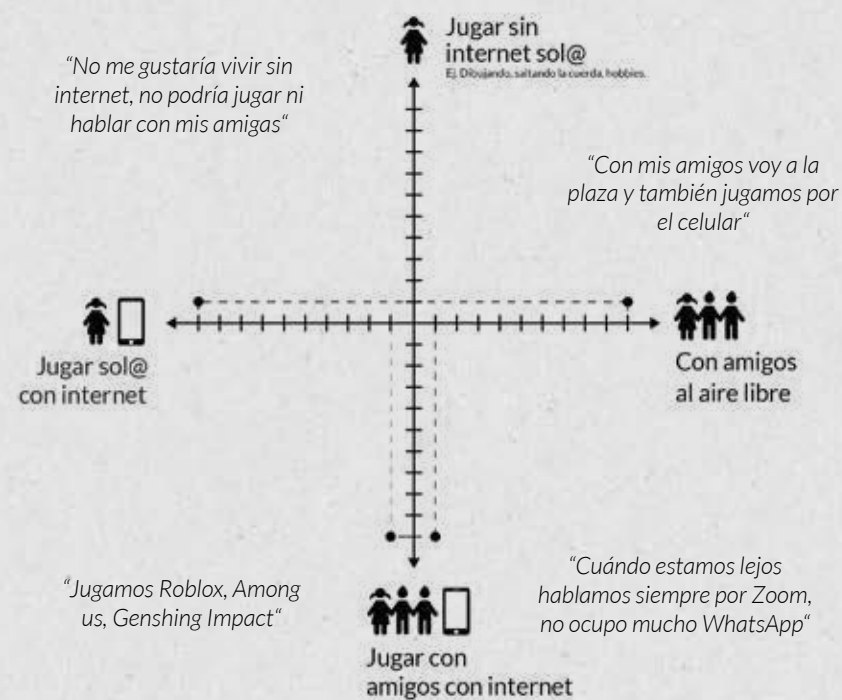 Jugar sin
internet sol@
Ej. Dibujando, saltando la cuerda, hobbies.
“No me gustaría vivir sin
internet, no podría jugar ni
hablar con mis amigas“
“Con mis amigos voy a la
plaza y también jugamos por
el celular“
Jugar sol@
con internet
Con amigos
al aire libre
“Jugamos Roblox, Among
us, Genshing Impact“
“Cuándo estamos lejos
hablamos siempre por Zoom,
no ocupo mucho WhatsApp“
Jugar con
amigos con internet